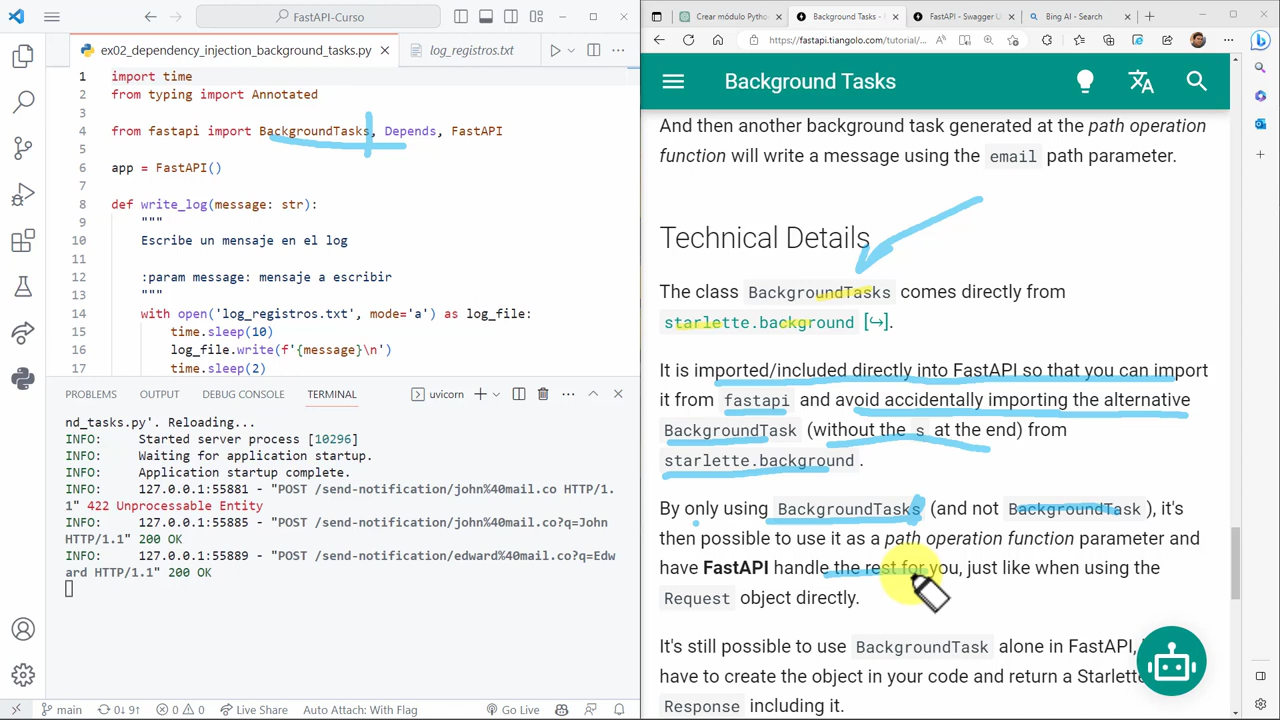 FastAPI-Curso
ex02_dependency_injection_background_tasks.py
log_registros.txt
1 import time
2 from typing import Annotated
3
4 from fastapi import BackgroundTasks, Depends, FastAPI
5
6 app = FastAPI()
7
8 def write_log(message: str):
9 """
10 Escribe un mensaje en el log
11
12 :param message: mensaje a escribir
13 """
14 with open('log_registros.txt', mode='a') as log_file:
15 time.sleep(10)
16 log_file.write(f'{message}\n')
17 time.sleep(2)
PROBLEMS OUTPUT DEBUG CONSOLE TERMINAL uvicorn
nd_tasks.py'. Reloading...
INFO: Started server process [10296]
INFO: Waiting for application startup.
INFO: Application startup complete.
INFO: 127.0.0.1:55881 - "POST /send-notification/john%40mail.co HTTP/1.
1" 422 Unprocessable Entity
INFO: 127.0.0.1:55885 - "POST /send-notification/john%40mail.co?q=John
HTTP/1.1" 200 OK
INFO: 127.0.0.1:55889 - "POST /send-notification/edward%40mail.co?q=Edw
ard HTTP/1.1" 200 OK
main 0↓ 9↑ 0 0 Live Share Auto Attach: With Flag Go Live
Crear módulo Pytho Background Tasks - FastAPI - Swagger U Bing AI - Search
https://fastapi.tiangolo.com/tutorial/...
Background Tasks
And then another background task generated at the path operation
function will write a message using the email path parameter.
Technical Details
The class BackgroundTasks comes directly from
starlette.background [↪].
It is imported/included directly into FastAPI so that you can import
it from fastapi and avoid accidentally importing the alternative
BackgroundTask (without the s at the end) from
starlette.background.
By only using BackgroundTasks (and not BackgroundTask), it's
then possible to use it as a path operation function parameter and
have FastAPI handle the rest for you, just like when using the
Request object directly.
It's still possible to use BackgroundTask alone in FastAPI,
have to create the object in your code and return a Starlette
Response including it.